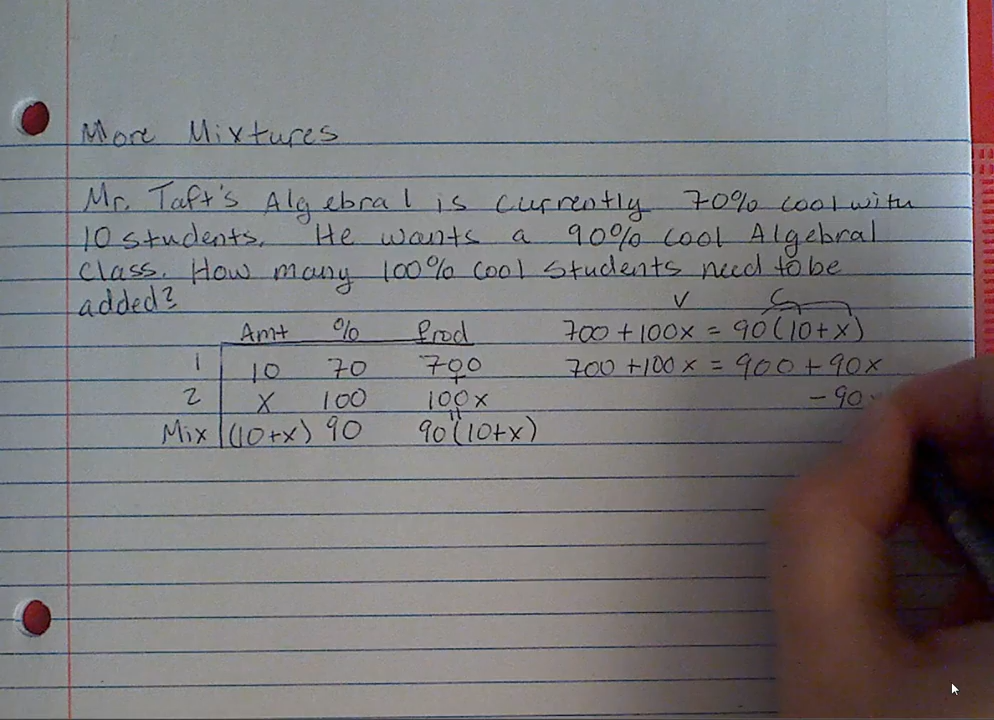 More Mixtures
Mr. Taft's Algebra 1 is currently 70% cool with
10 students. He wants a 90% cool Algebra 1
class. How many 100% cool students need to be
added?
Amt % Prod
1 10 70 700
+
2 x 100 100x
=
Mix (10+x) 90 90(10+x)
700 + 100x = 90(10+x)
700 + 100x = 900 + 90x
- 90